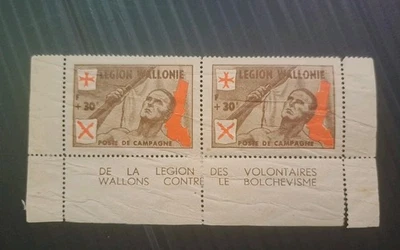 LEGION WALLONIE
+ 30
POSTE DE CAMPAGNE
LEGION WALLONIE
+ 30
POSTE DE CAMPAGNE
DE LA LEGION DES VOLONTAIRES
WALLONS CONTRE LE BOLCHEVISME